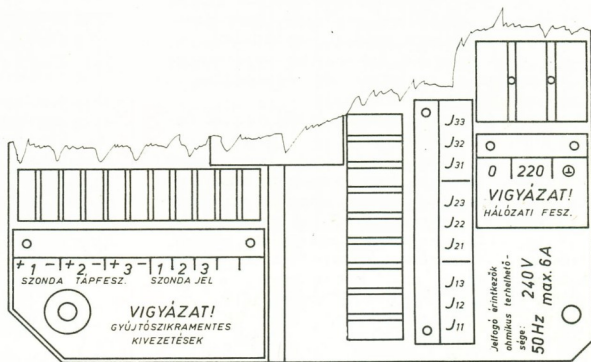 J33
J32
J31
J23
J22
J21
J13
J12
J11
0 220
VIGYÁZAT!
HÁLÓZATI FESZ.
+ 1 - + 2 - + 3 - 1 2 3
SZONDA TÁPFESZ. SZONDA JEL
VIGYÁZAT!
GYÚJTÓSZIKRAMENTES
KIVEZETÉSEK
Jelfogó érintkezők
ohmikus terhelhető-
sége: 240V
50Hz max. 6A